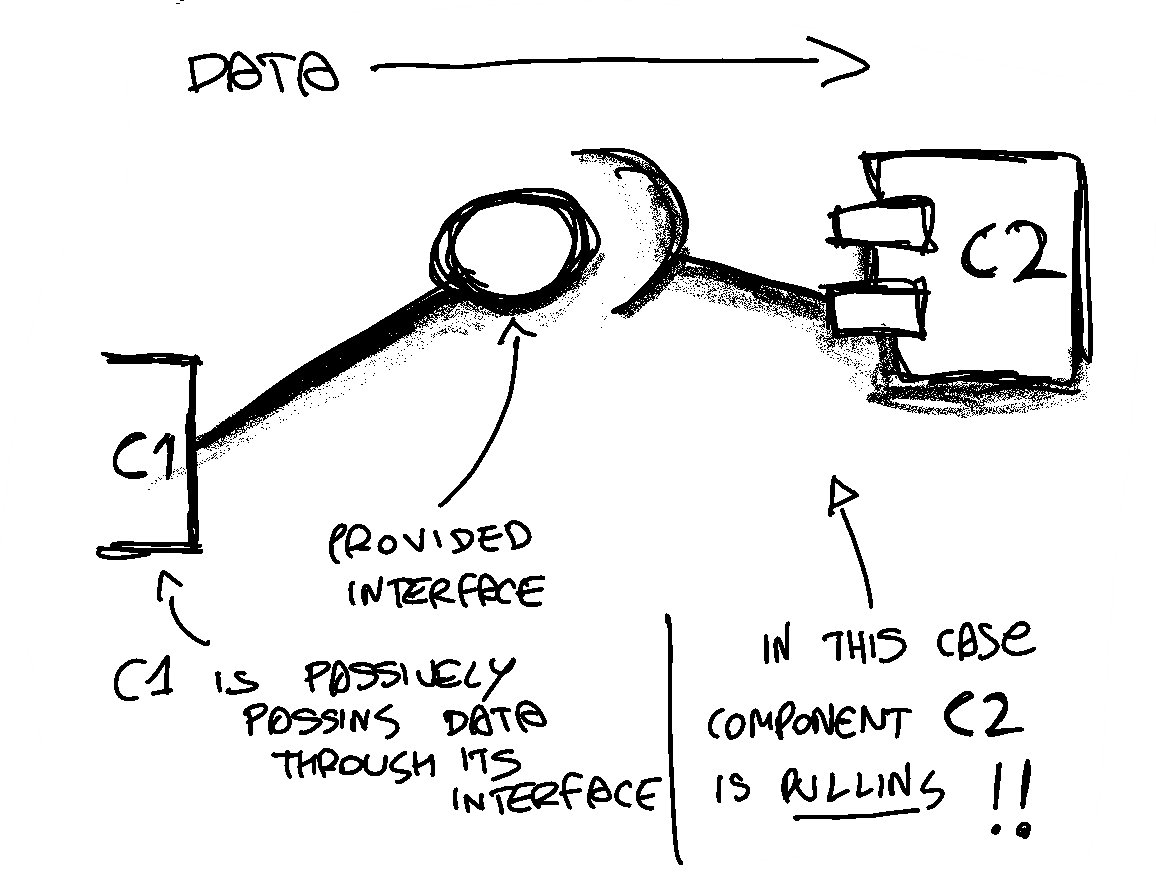 DATA
C2
C1
PROVIDED
INTERFACE
C1 IS PASSIVELY
PASSING DATA
THROUGH ITS
INTERFACE
IN THIS CASE
COMPONENT C2
IS PULLING !!